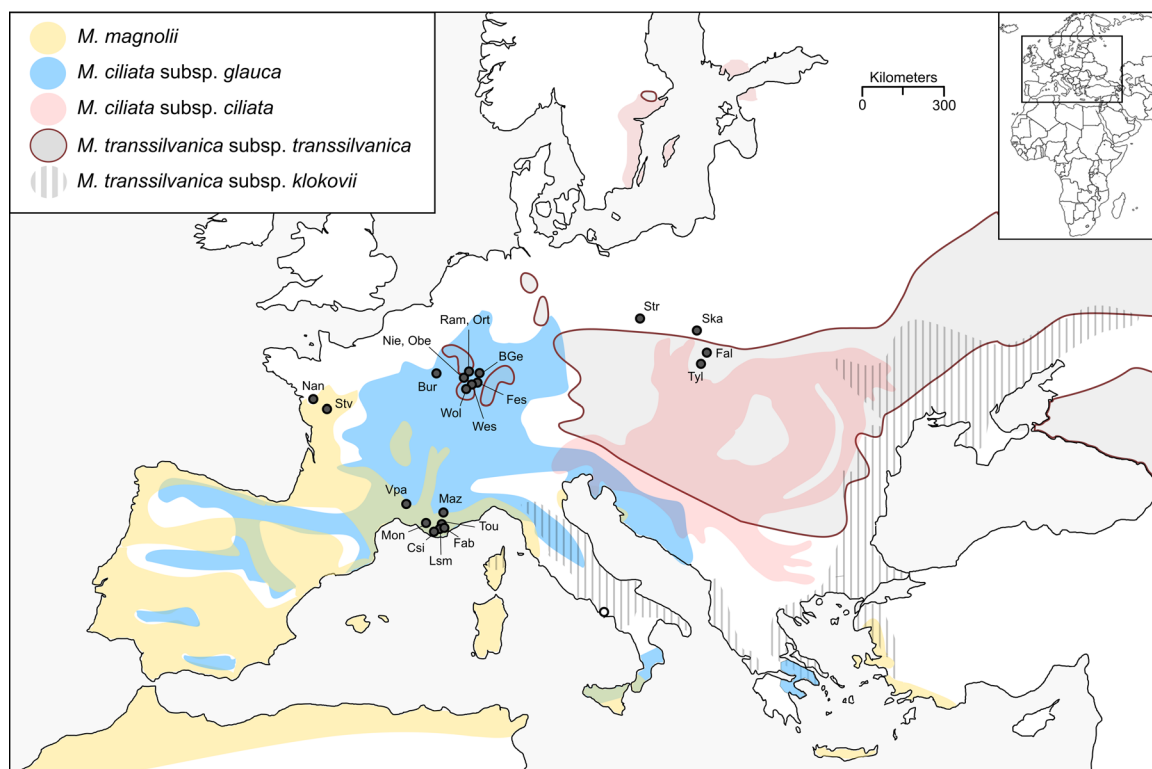 M. magnolii
M. ciliata subsp. glauca
M. ciliata subsp. ciliata
M. transsilvanica subsp. transsilvanica
M. transsilvanica subsp. klokovii
Kilometers
0 300
Str
Ska
Ram, Ort
Nie, Obe
BGe
Fal
Tyl
Bur
Nan
Stv
Wol
Fes
Wes
Vpa
Maz
Mon
Tou
Csi
Fab
Lsm